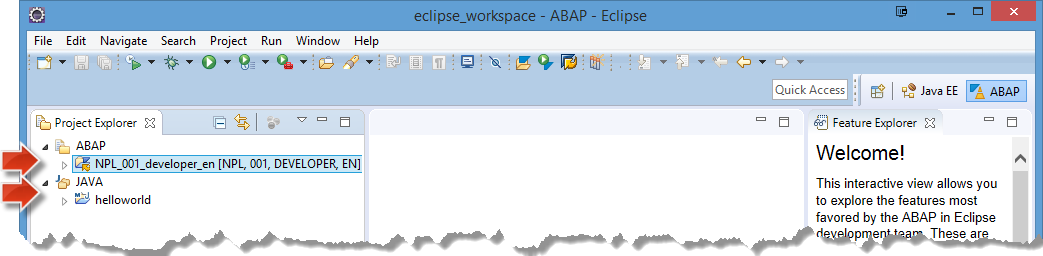 eclipse_workspace - ABAP - Eclipse
File Edit Navigate Search Project Run Window Help
Quick Access
Java EE
ABAP
Project Explorer
ABAP
NPL_001_developer_en [NPL, 001, DEVELOPER, EN]
JAVA
helloworld
Feature Explorer
Welcome!
This interactive view allows you
to explore the features most
favored by the ABAP in Eclipse
development team. These are